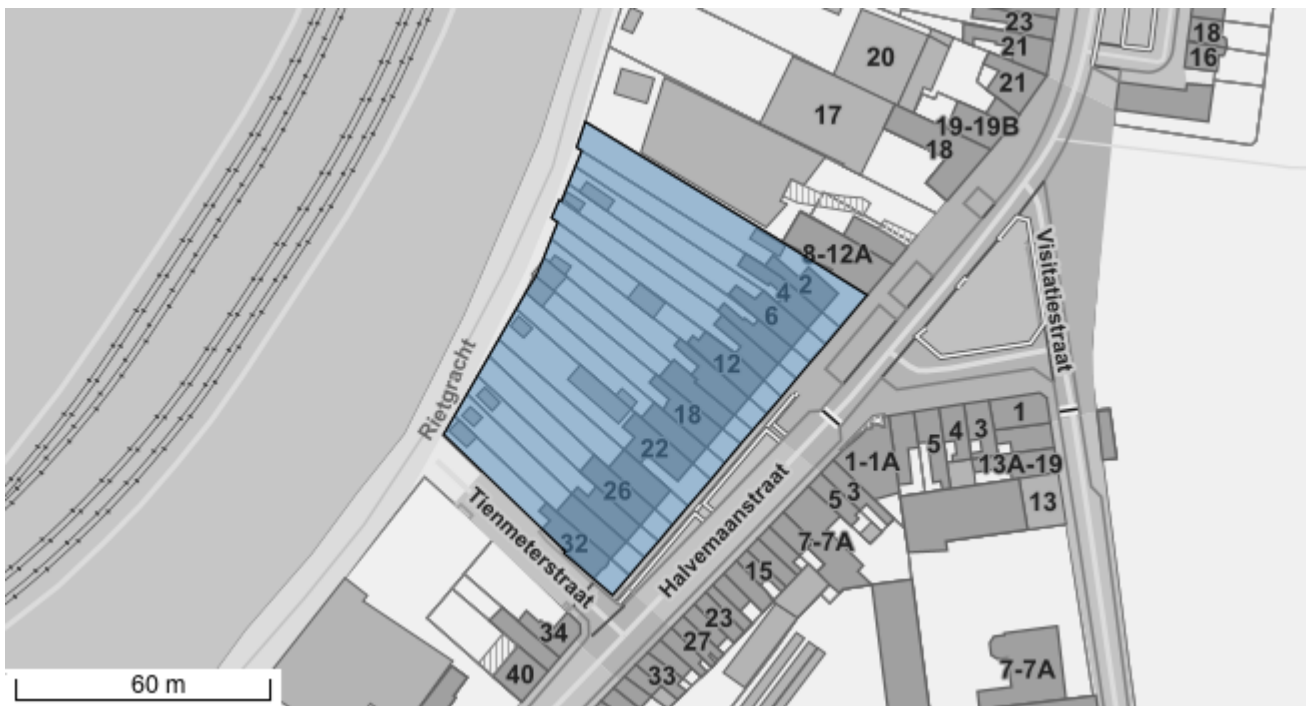 23
21
18
16
20
21
17
19-19B
18
8-12A
2
4
6
Visitatiestraat
12
Rietgracht
18
1
5
4
3
22
1-1A
13A-19
26
3
5
13
Halvemaanstraat
7-7A
32
Tienmeterstraat
15
23
34
27
33
40
7-7A
60 m